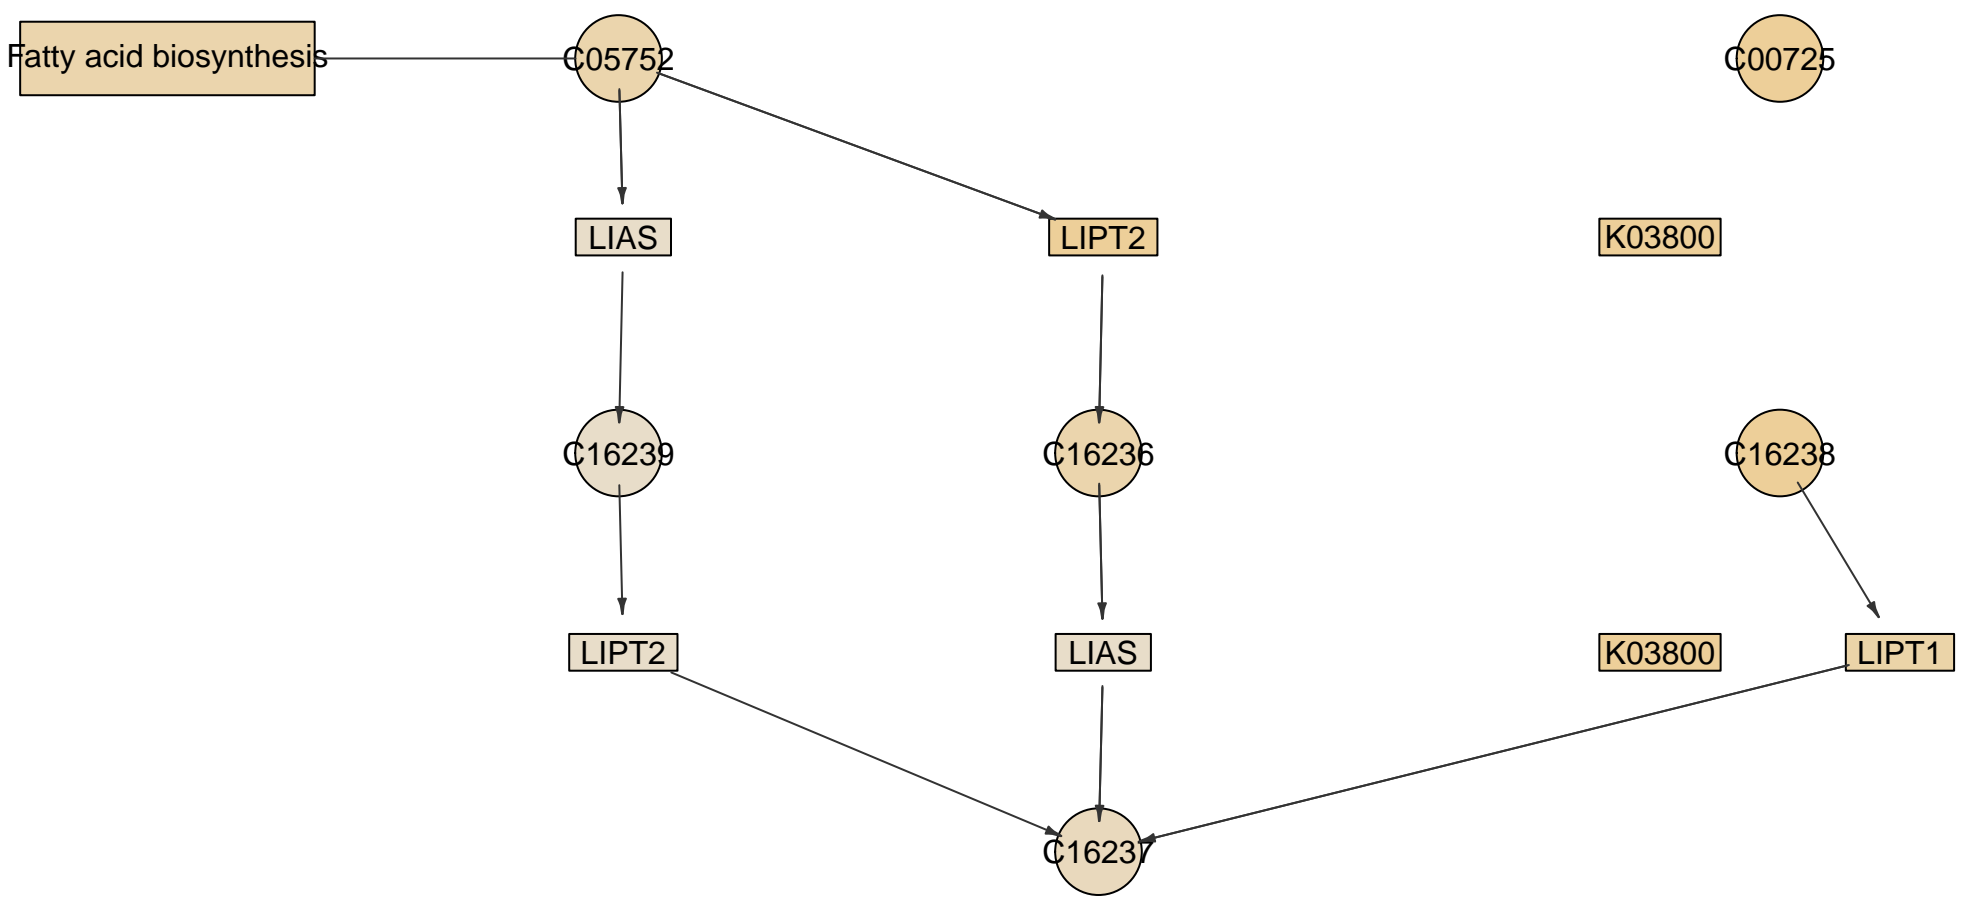 Fatty acid biosynthesis
C05752
C00725
LIAS
LIPT2
K03800
C16239
C16236
C16238
LIPT2
LIAS
K03800
LIPT1
C16237